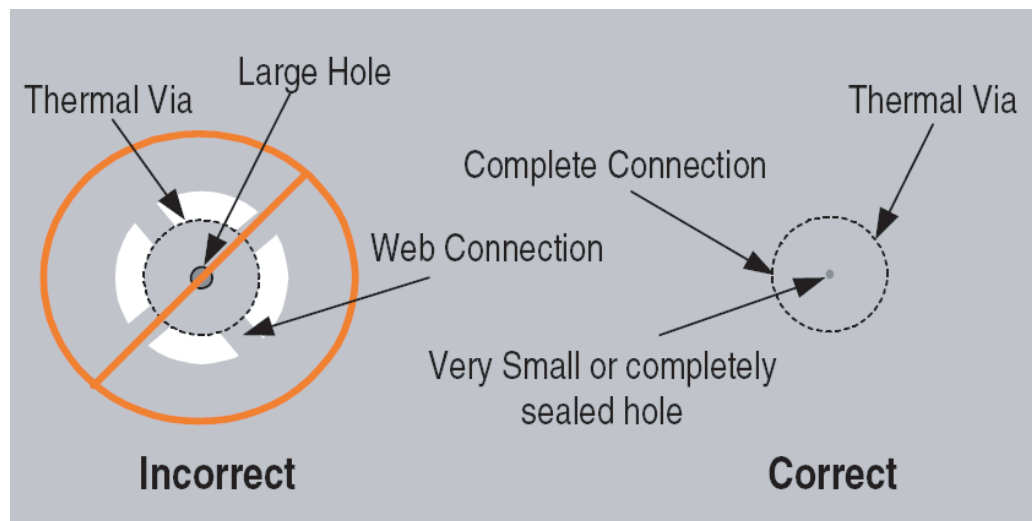 Large Hole
Thermal Via
Web Connection
Incorrect
Thermal Via
Complete Connection
Very Small or completely
sealed hole
Correct